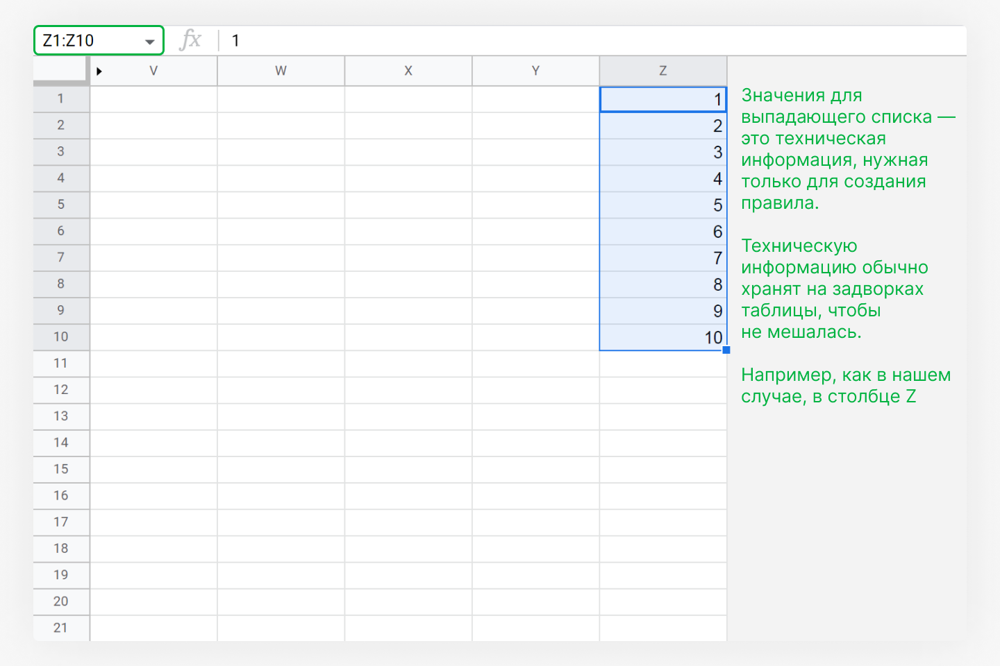 Z1:Z10 fx 1
V W X Y Z
1 1
2 2
3 3
4 4
5 5
6 6
7 7
8 8
9 9
10 10
11
12
13
14
15
16
17
18
19
20
21
Значения для
выпадающего списка —
это техническая
информация, нужная
только для создания
правила.
Техническую
информацию обычно
хранят на задворках
таблицы, чтобы
не мешалась.
Например, как в нашем
случае, в столбце Z